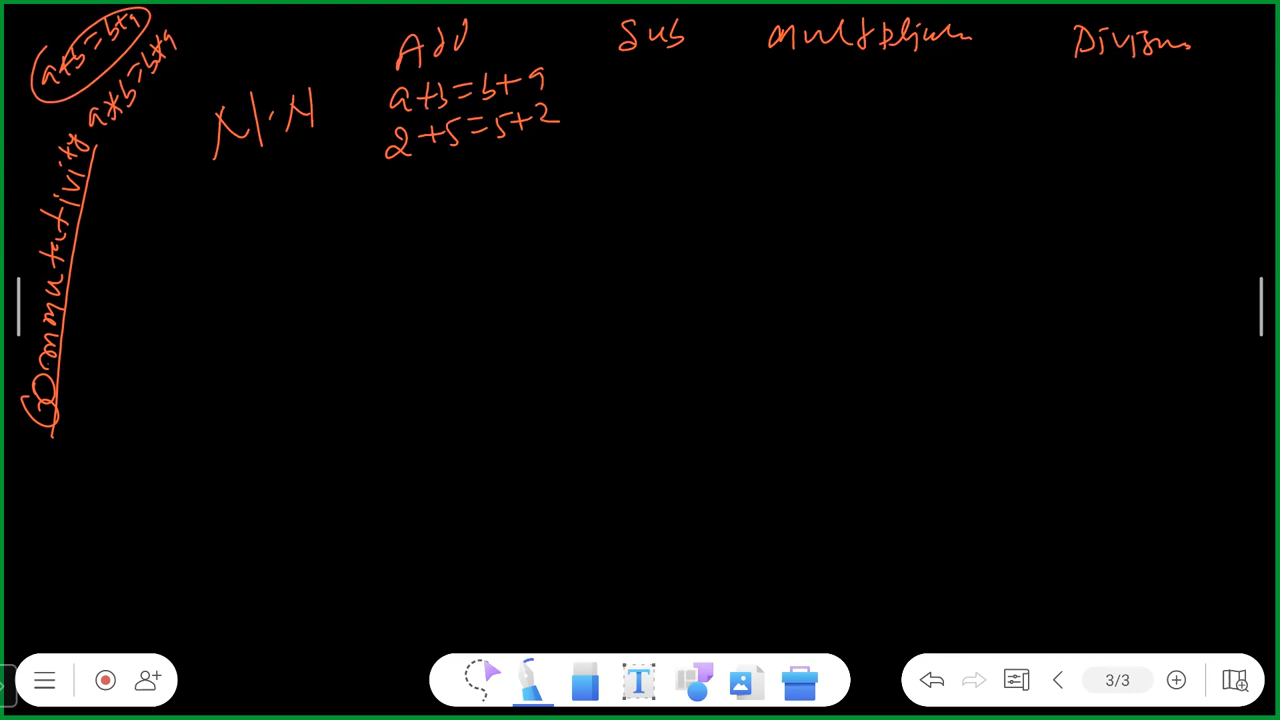 a+b=b+a
a*b=b*a
Commutativity
Add
Sub
Multiplication
Division
N.N
a+b=b+a
2+5=5+2
T
3/3